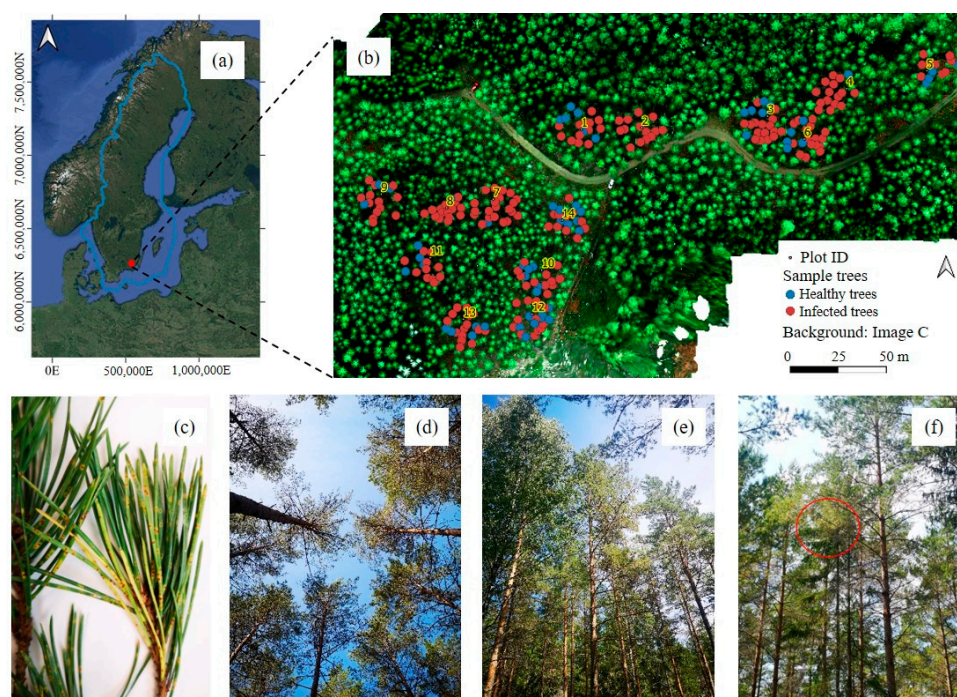 (a)
7,500,000N
7,000,000N
6,500,000N
6,000,000N
0E 500,000E 1,000,000E
(b)
1
2
3
4
5
6
7
8
9
10
11
12
13
14
Plot ID
Sample trees
Healthy trees
Infected trees
Background: Image C
0 25 50 m
(c)
(d)
(e)
(f)